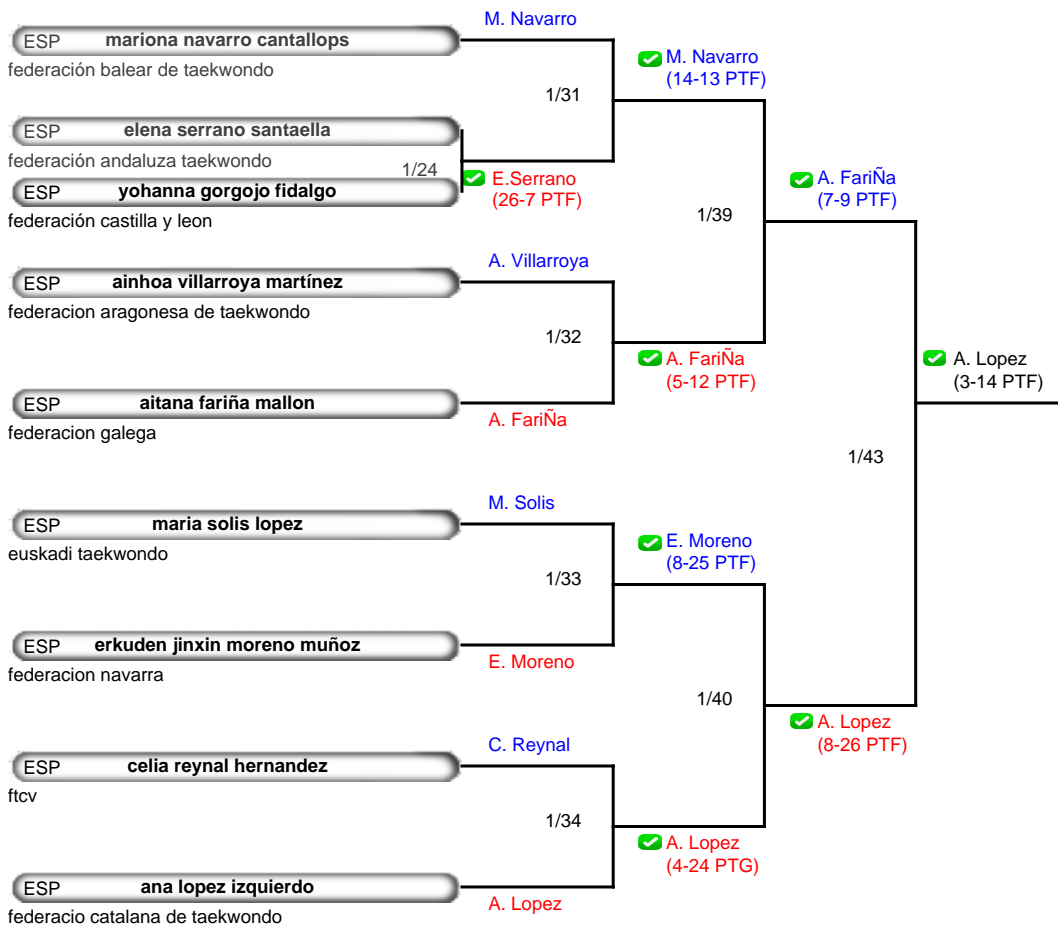 M. Navarro
ESP mariona navarro cantallops
federación balear de taekwondo
M. Navarro
(14-13 PTF)
1/31
ESP elena serrano santaella
federación andaluza taekwondo
1/24
E.Serrano
(26-7 PTF)
ESP yohanna gorgojo fidalgo
federación castilla y leon
A. FariÑa
(7-9 PTF)
1/39
A. Villarroya
ESP ainhoa villarroya martínez
federacion aragonesa de taekwondo
1/32
A. FariÑa
(5-12 PTF)
A. Lopez
(3-14 PTF)
ESP aitana fariña mallon
federacion galega
A. FariÑa
1/43
M. Solis
ESP maria solis lopez
euskadi taekwondo
E. Moreno
(8-25 PTF)
1/33
ESP erkuden jinxin moreno muñoz
federacion navarra
E. Moreno
1/40
A. Lopez
(8-26 PTF)
C. Reynal
ESP celia reynal hernandez
ftcv
1/34
A. Lopez
(4-24 PTG)
ESP ana lopez izquierdo
federacio catalana de taekwondo
A. Lopez